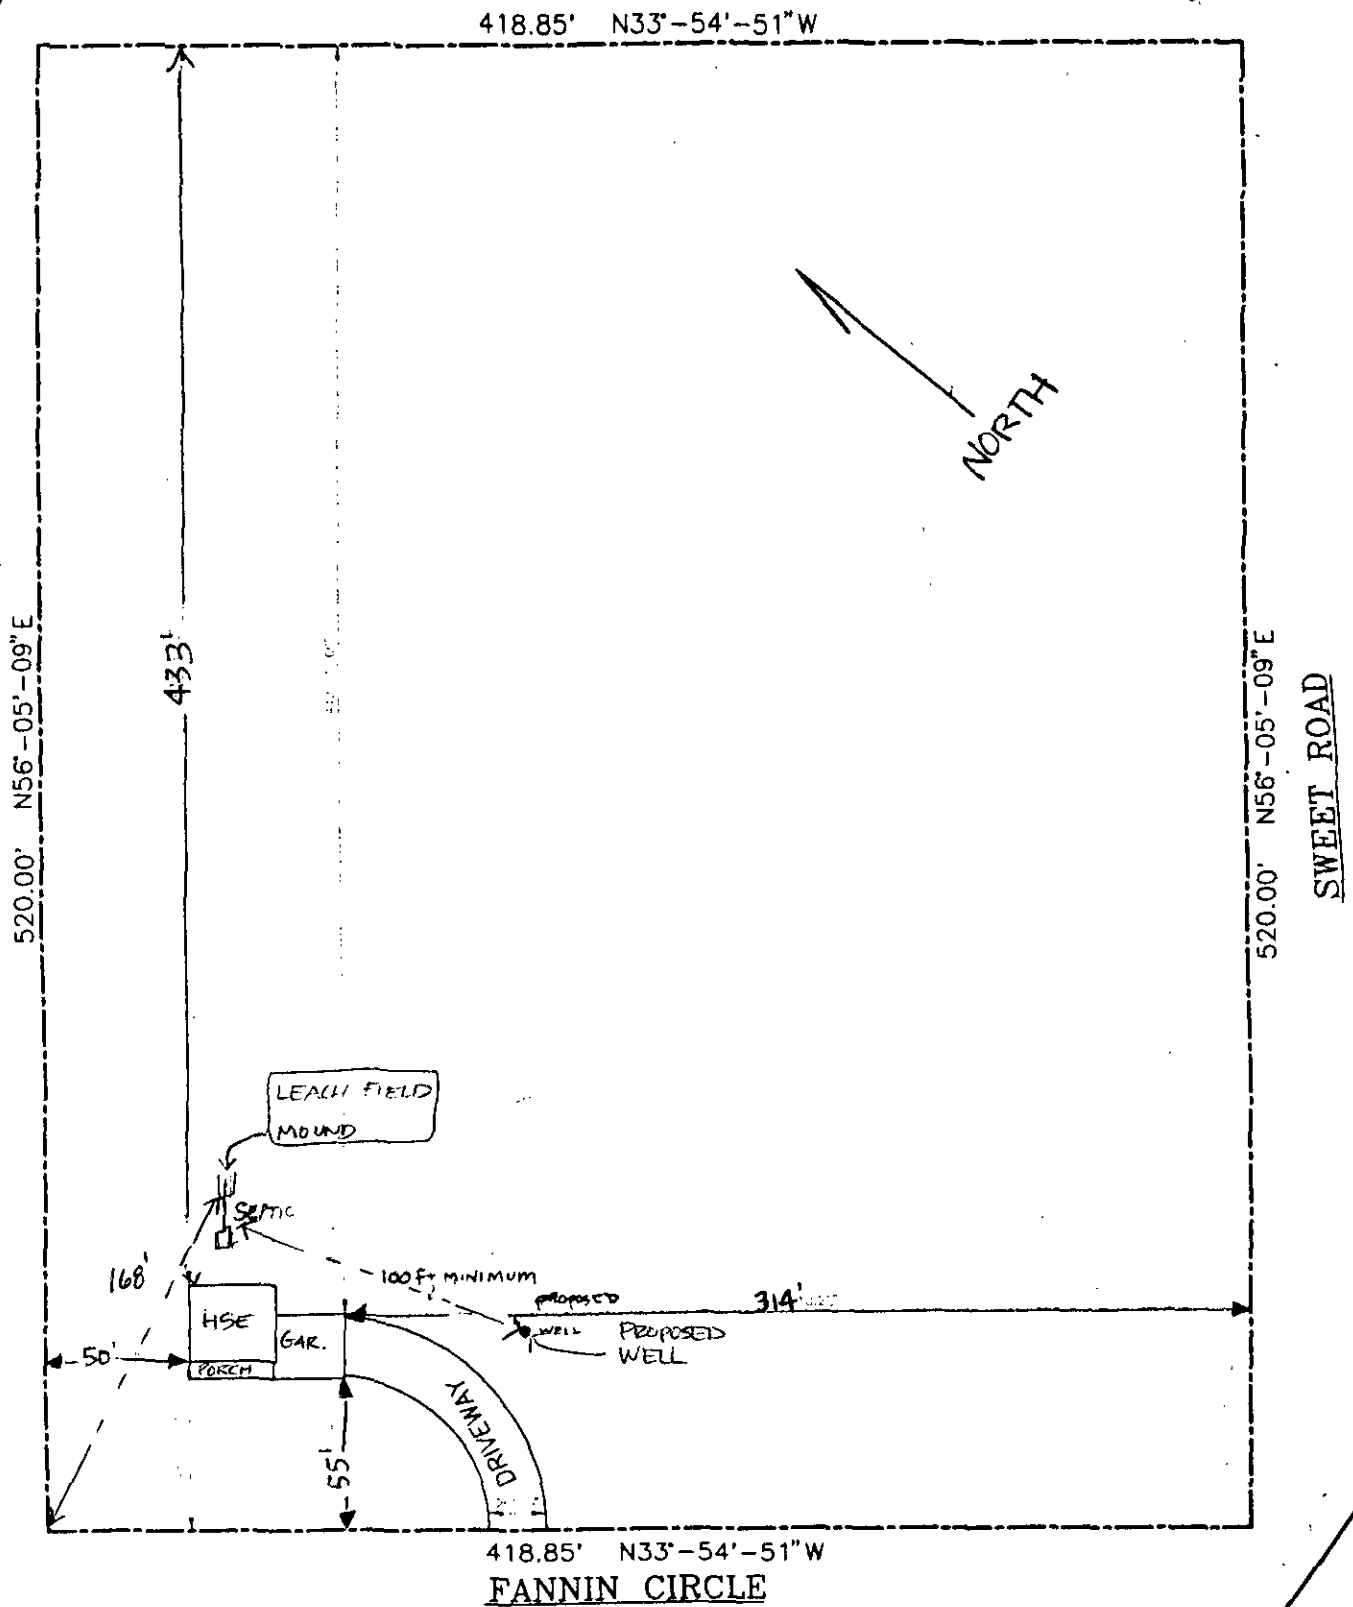 418.85' N33°-54'-51"W
NORTH
433'
520.00' N56°-05'-09"E
520.00' N56°-05'-09"E
SWEET ROAD
LEACH FIELD
MOUND
SEPTIC
168'
100 FT MINIMUM
PROPOSED
WELL
314'
PROPOSED
WELL
HSE
GAR.
PORCH
50'
DRIVEWAY
55'
418.85' N33°-54'-51"W
FANNIN CIRCLE